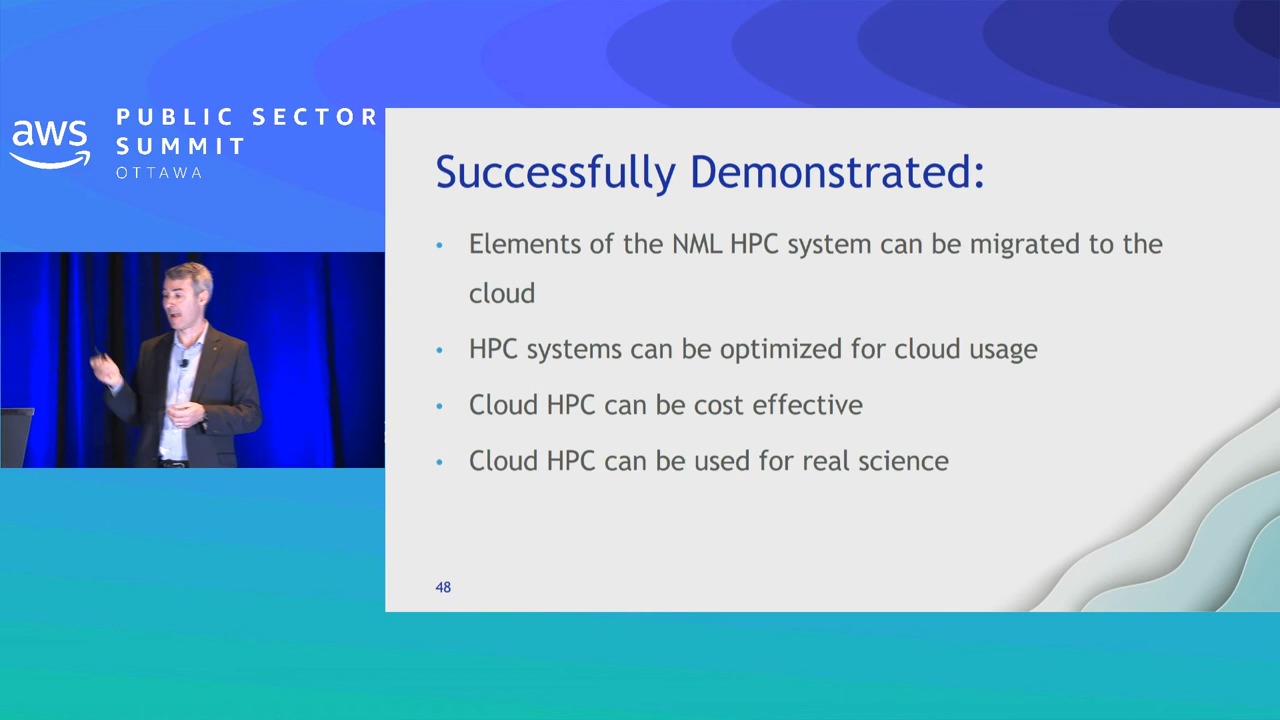 aws
PUBLIC SECTOR
SUMMIT
OTTAWA
Successfully Demonstrated:
• Elements of the NML HPC system can be migrated to the
cloud
• HPC systems can be optimized for cloud usage
• Cloud HPC can be cost effective
• Cloud HPC can be used for real science
48